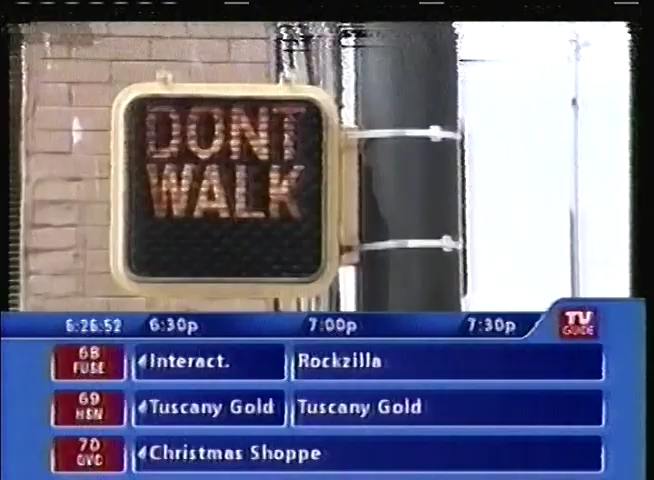 DONT
WALK
6:26:52 6:30p 7:00p 7:30p TV GUIDE
68 FUSE Interact. Rockzilla
69 HSN Tuscany Gold Tuscany Gold
70 QVC Christmas Shoppe